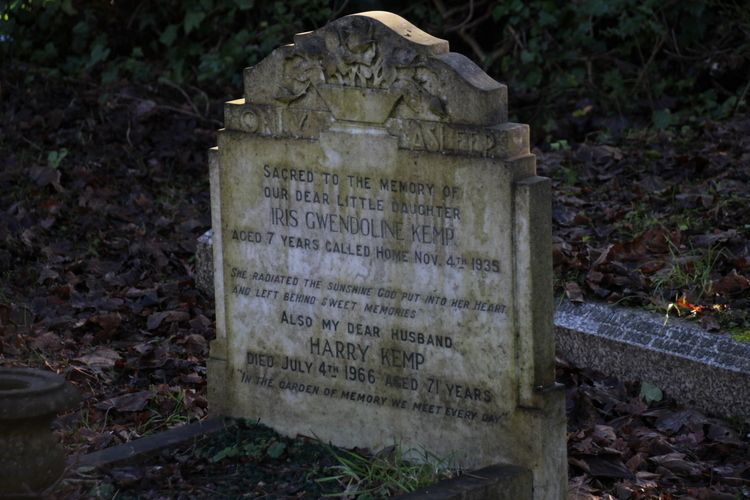 ONLY ASLEEP
SACRED TO THE MEMORY OF
OUR DEAR LITTLE DAUGHTER
IRIS GWENDOLINE KEMP
AGED 7 YEARS CALLED HOME NOV. 4TH 1935
SHE RADIATED THE SUNSHINE GOD PUT INTO HER HEART
AND LEFT BEHIND SWEET MEMORIES
ALSO MY DEAR HUSBAND
HARRY KEMP
DIED JULY 4TH 1966 AGED 71 YEARS
"IN THE GARDEN OF MEMORY WE MEET EVERY DAY"